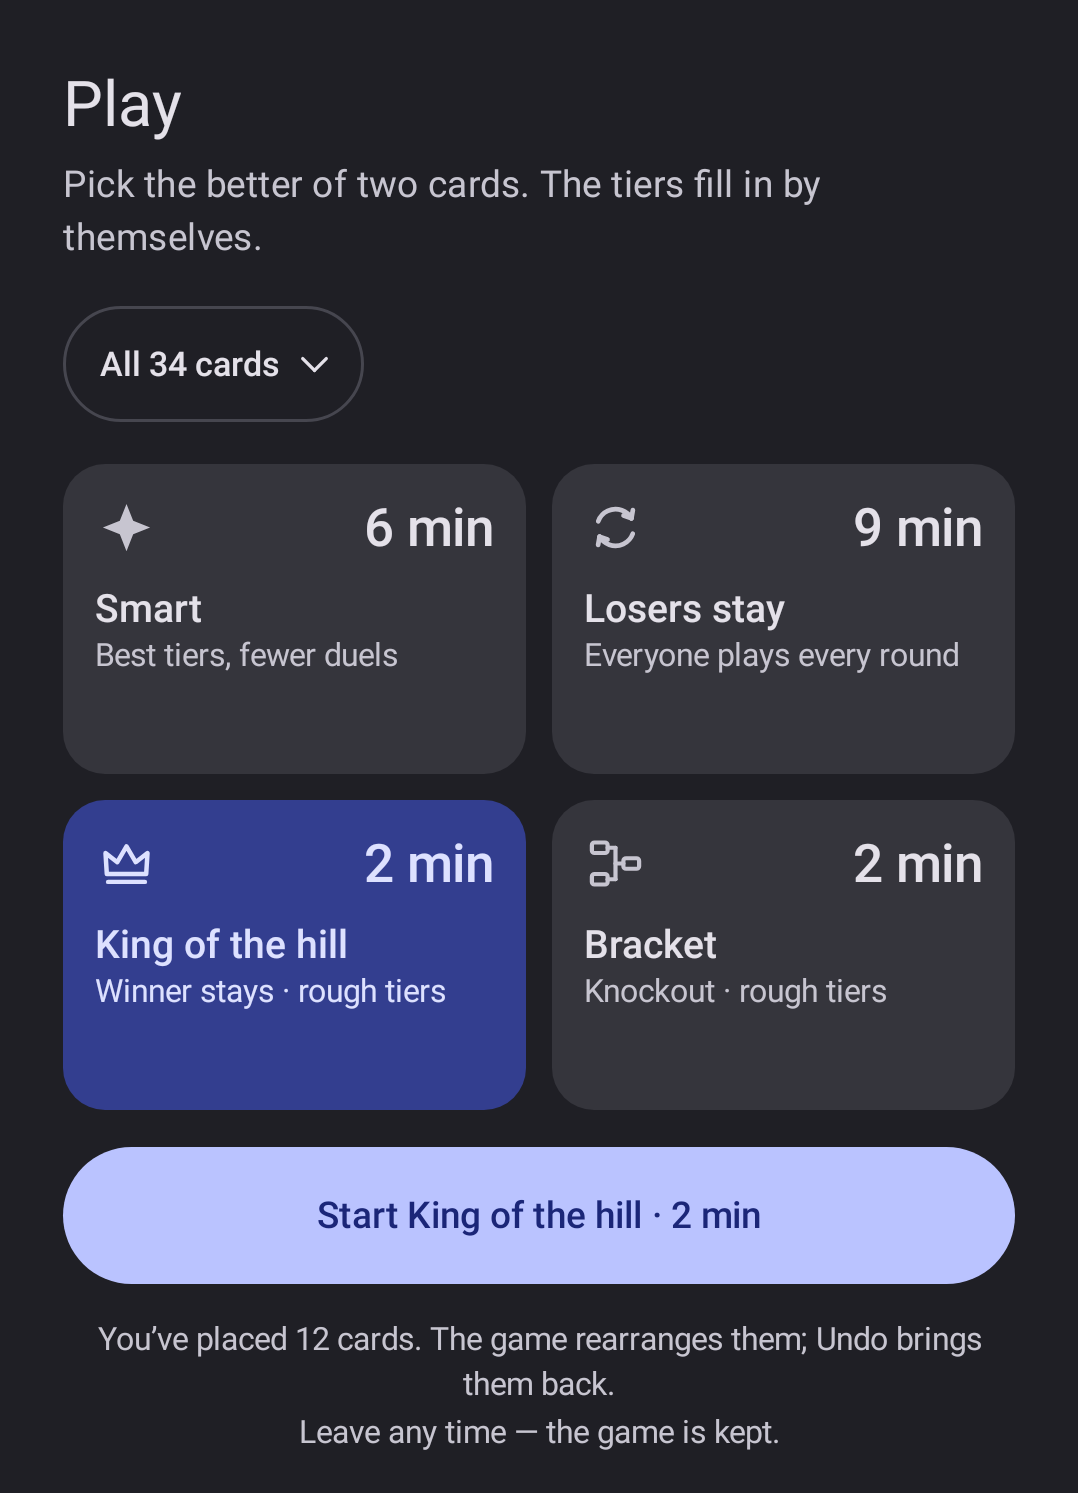 Play
Pick the better of two cards. The tiers fill in by
themselves.
All 34 cards
6 min
Smart
Best tiers, fewer duels
9 min
Losers stay
Everyone plays every round
2 min
King of the hill
Winner stays · rough tiers
2 min
Bracket
Knockout · rough tiers
Start King of the hill · 2 min
You’ve placed 12 cards. The game rearranges them; Undo brings
them back.
Leave any time — the game is kept.